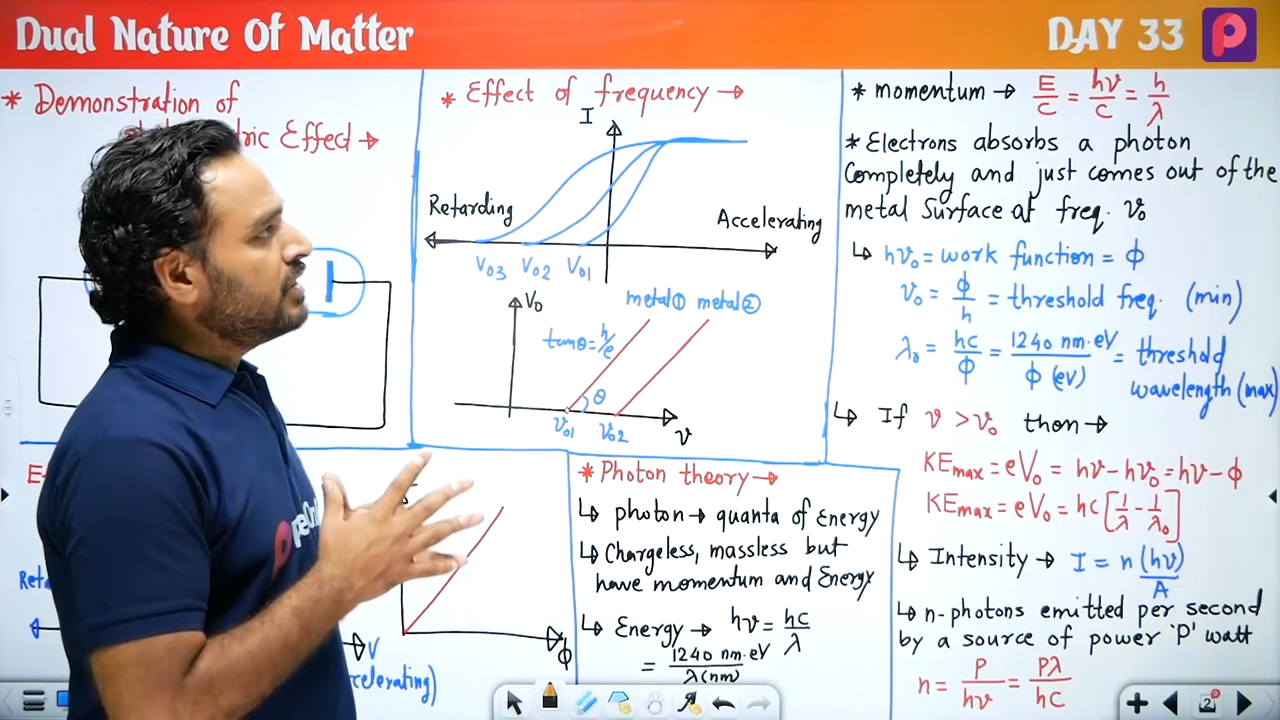 Dual Nature Of Matter
DAY 33
* Demonstration of
Effect →
* Effect of frequency →
I
Retarding
Accelerating
V03 V02 V01
V0
metal① metal②
tanθ = h/e
θ
ν01 ν02
ν
V
ϕ
* Photon theory →
↳ photon → quanta of Energy
↳ Chargeless, massless but
have momentum and Energy
↳ Energy → hν = hc/λ
= 1240 nm·eV / λ(nm)
* momentum → E/C = hν/C = h/λ
* Electrons absorbs a photon
Completely and just comes out of the
metal Surface at freq. ν0
↳ hν0 = work function = ϕ
ν0 = ϕ/h = threshold freq. (min)
λ0 = hc/ϕ = 1240 nm·eV / ϕ (eV) = threshold
wavelength (max)
↳ If ν > ν0 then →
KEmax = eV0 = hν - hν0 = hν - ϕ
KEmax = eV0 = hc[1/λ - 1/λ0]
↳ Intensity → I = n (hν)/A
↳ n-photons emitted per second
by a source of power 'P' watt
n = P/hν = Pλ/hC
2